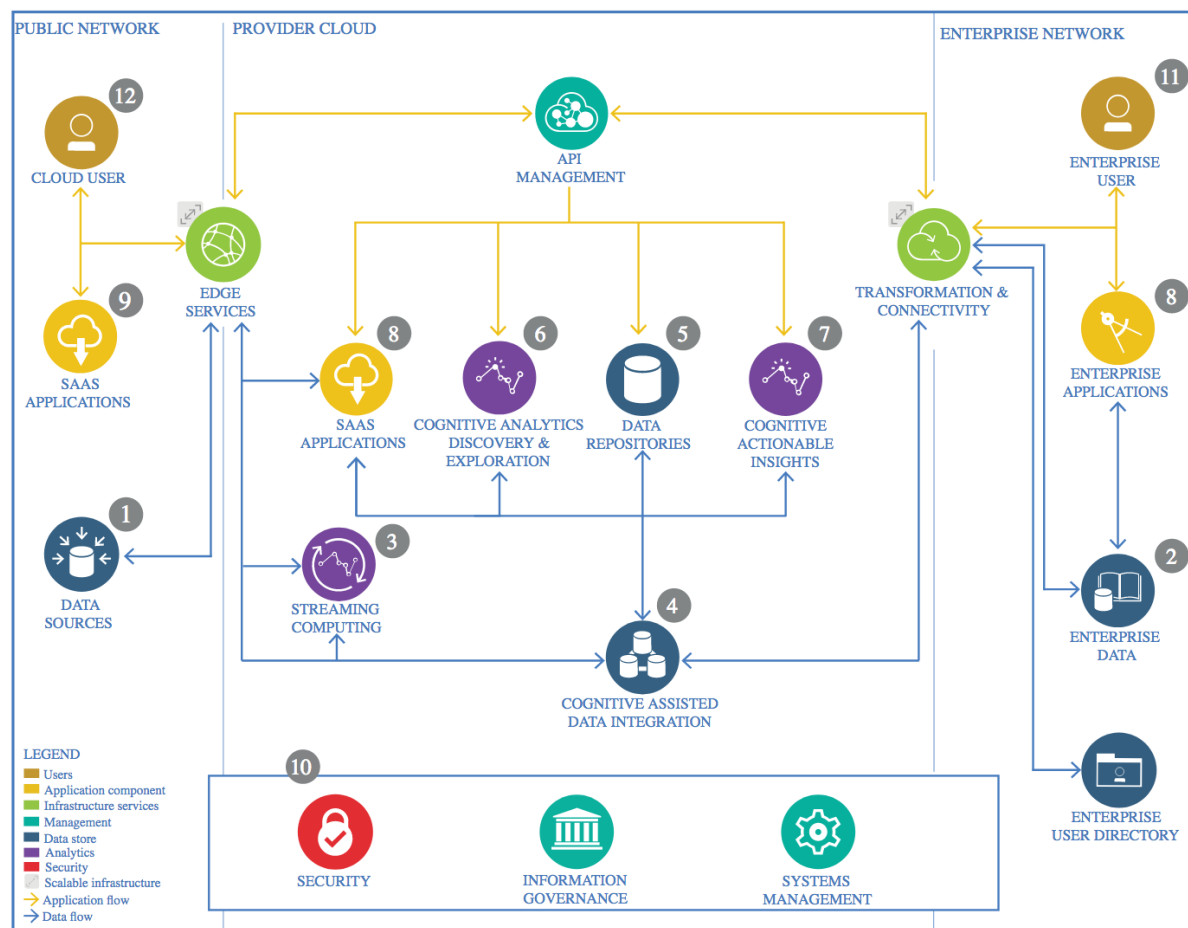 PUBLIC NETWORK
PROVIDER CLOUD
ENTERPRISE NETWORK
12
CLOUD USER
11
ENTERPRISE
USER
API
MANAGEMENT
EDGE
SERVICES
TRANSFORMATION &
CONNECTIVITY
9
SAAS
APPLICATIONS
8
SAAS
APPLICATIONS
6
COGNITIVE ANALYTICS
DISCOVERY &
EXPLORATION
5
DATA
REPOSITORIES
7
COGNITIVE
ACTIONABLE
INSIGHTS
8
ENTERPRISE
APPLICATIONS
1
DATA
SOURCES
3
STREAMING
COMPUTING
4
COGNITIVE ASSISTED
DATA INTEGRATION
2
ENTERPRISE
DATA
ENTERPRISE
USER DIRECTORY
LEGEND
Users
Application component
Infrastructure services
Management
Data store
Analytics
Security
Scalable infrastructure
Application flow
Data flow
10
SECURITY
INFORMATION
GOVERNANCE
SYSTEMS
MANAGEMENT